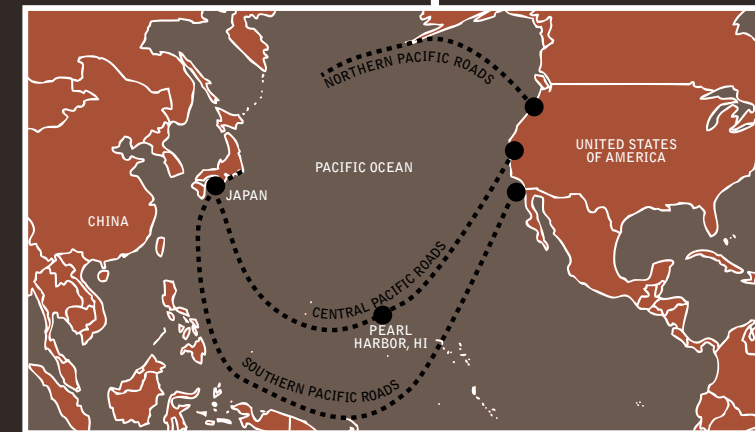 NORTHERN PACIFIC ROADS
UNITED STATES
OF AMERICA
PACIFIC OCEAN
JAPAN
CHINA
CENTRAL PACIFIC ROADS
PEARL
HARBOR, HI
SOUTHERN PACIFIC ROADS